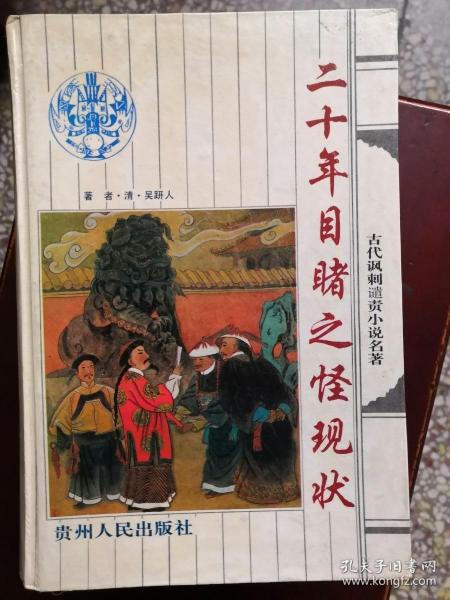 二十年目睹之怪现状
古代讽刺谴责小说名著
著 者·清·吴趼人
贵州人民出版社
孔夫子旧书网
www.kongfz.com